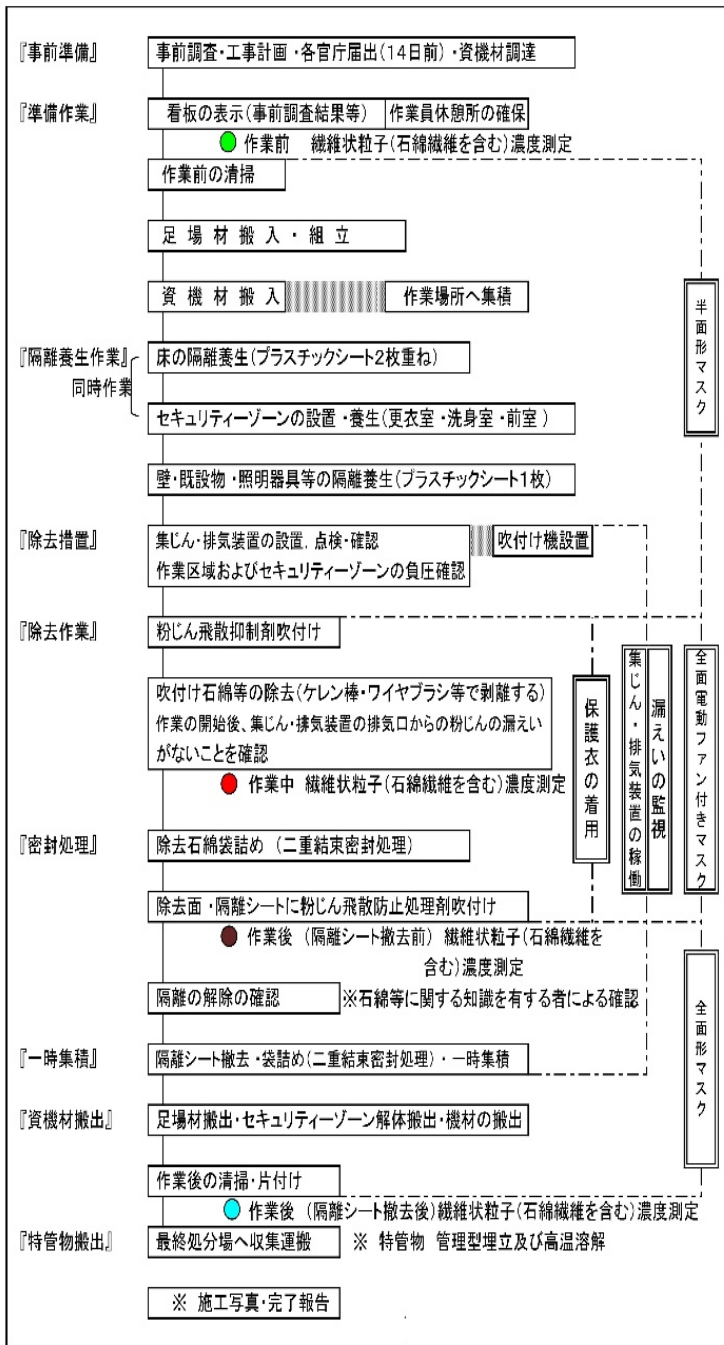 『事前準備』
事前調査・工事計画・各官庁届出(14日前)・資機材調達
『準備作業』
看板の表示(事前調査結果等)
作業員休憩所の確保
作業前 繊維状粒子(石綿繊維を含む)濃度測定
作業前の清掃
足場材搬入・組立
資機材搬入
作業場所へ集積
半面形マスク
『隔離養生作業』
同時作業
床の隔離養生(プラスチックシート2枚重ね)
セキュリティーゾーンの設置・養生(更衣室・洗身室・前室)
壁・既設物・照明器具等の隔離養生(プラスチックシート1枚)
『除去措置』
集じん・排気装置の設置、点検・確認
作業区域およびセキュリティーゾーンの負圧確認
吹付け機設置
『除去作業』
粉じん飛散抑制剤吹付け
吹付け石綿等の除去(ケレン棒・ワイヤブラシ等で剥離する)
作業の開始後、集じん・排気装置の排気口からの粉じんの漏えい
がないことを確認
作業中 繊維状粒子(石綿繊維を含む)濃度測定
保護衣の着用
集じん・排気装置の稼働
漏えいの監視
全面電動ファン付きマスク
『密封処理』
除去石綿袋詰め (二重結束密封処理)
除去面・隔離シートに粉じん飛散防止処理剤吹付け
作業後 (隔離シート撤去前) 繊維状粒子(石綿繊維を
含む)濃度測定
隔離の解除の確認
※石綿等に関する知識を有する者による確認
『一時集積』
隔離シート撤去・袋詰め(二重結束密封処理)・一時集積
全面形マスク
『資機材搬出』
足場材搬出・セキュリティーゾーン解体搬出・機材の搬出
作業後の清掃・片付け
作業後 (隔離シート撤去後)繊維状粒子(石綿繊維を含む)濃度測定
『特管物搬出』
最終処分場へ収集運搬
※ 特管物 管理型埋立及び高温溶解
※ 施工写真・完了報告